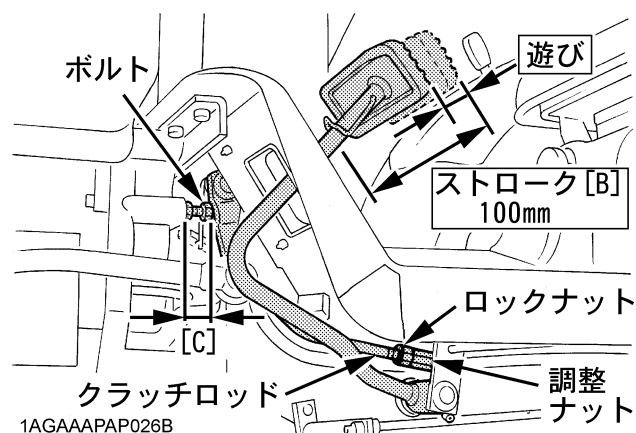 ボルト
遊び
ストローク[B]
100mm
ロックナット
[C]
クラッチロッド
調整
ナット
1AGAAAPAP026B